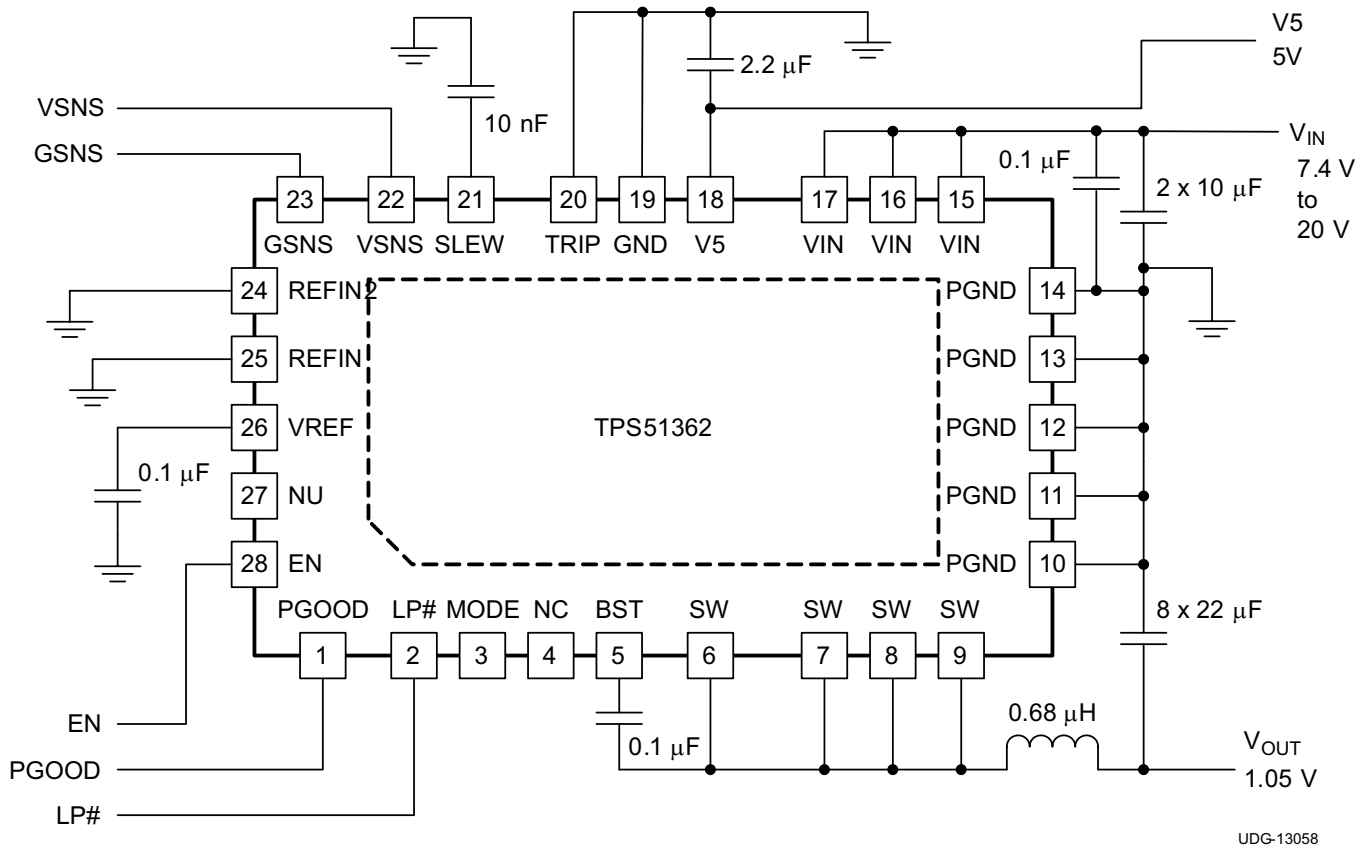 V5
5V
2.2 μF
VSNS
10 nF
GSNS
V_IN
7.4 V
to
20 V
0.1 μF
2 x 10 μF
23 22 21 20 19 18 17 16 15
GSNS VSNS SLEW TRIP GND V5 VIN VIN VIN
24 REFIN2 PGND 14
25 REFIN PGND 13
26 VREF TPS51362 PGND 12
0.1 μF
27 NU PGND 11
28 EN PGND 10
PGOOD LP# MODE NC BST SW SW SW SW
8 x 22 μF
1 2 3 4 5 6 7 8 9
EN
0.1 μF
0.68 μH
PGOOD
V_OUT
1.05 V
LP#
UDG-13058